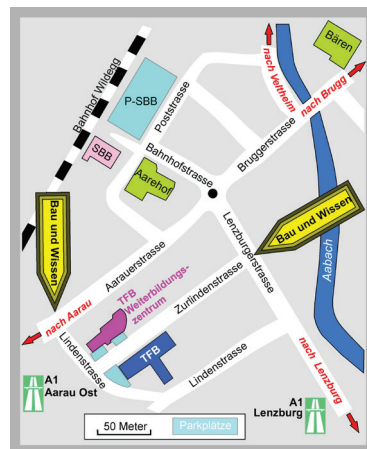 Bären
nach Veltheim
nach Brugg
Bahnhof Wildegg
P-SBB
Poststrasse
SBB
Bahnhofstrasse
Bruggerstrasse
Aarehof
Bau und Wissen
Bau und Wissen
Lenzburgerstrasse
Aabach
Aarauerstrasse
TFB
Weiterbildungs-
zentrum
Zurlindenstrasse
nach Aarau
Lindenstrasse
TFB
Lindenstrasse
nach Lenzburg
A1
Aarau Ost
A1
Lenzburg
50 Meter
Parkplätze